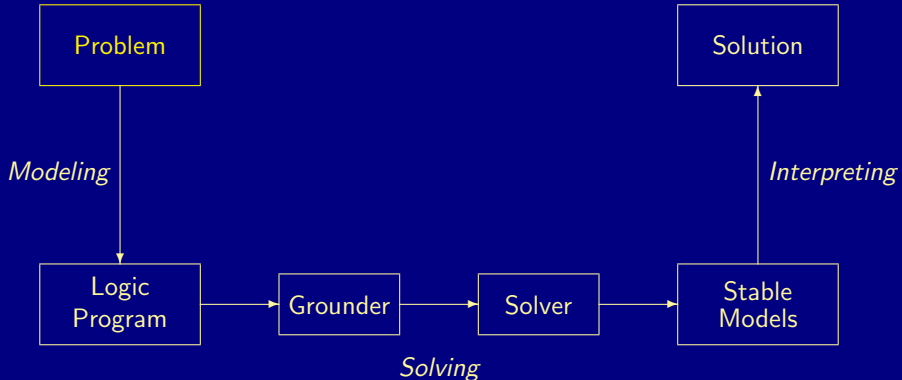 Problem
Solution
Modeling
Interpreting
Logic
Program
Grounder
Solver
Stable
Models
Solving